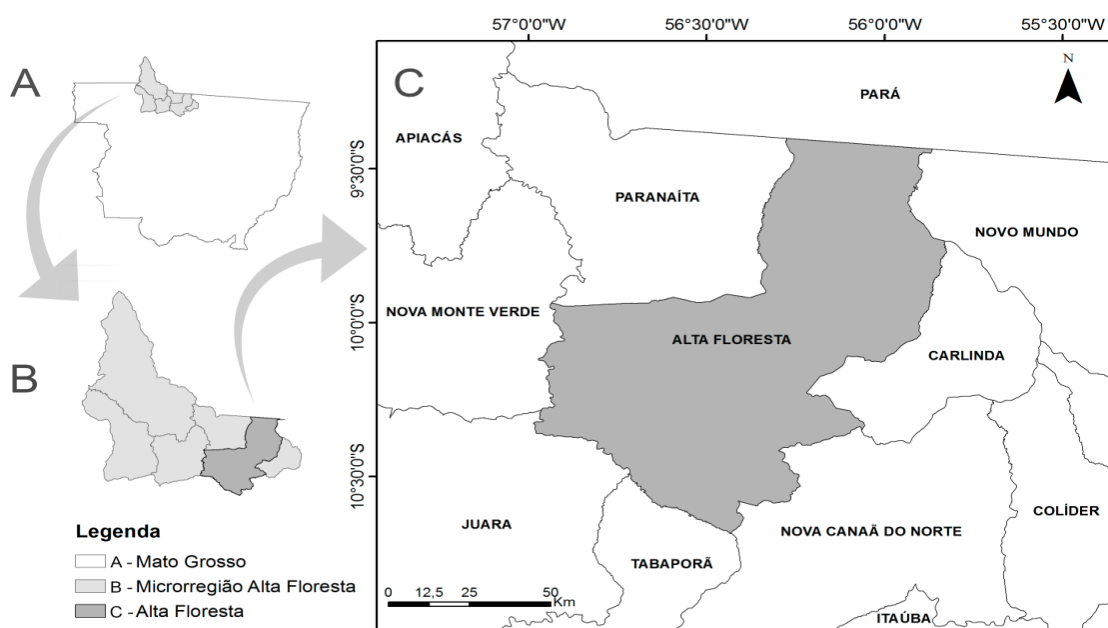 A
B
Legenda
A - Mato Grosso
B - Microrregião Alta Floresta
C - Alta Floresta
57°0'0"W
56°30'0"W
56°0'0"W
55°30'0"W
C
N
PARÁ
APIACÁS
9°30'0"S
PARANAÍTA
NOVO MUNDO
NOVA MONTE VERDE
10°0'0"S
ALTA FLORESTA
CARLINDA
10°30'0"S
JUARA
COLÍDER
NOVA CANAÃ DO NORTE
TABAPORÃ
0 12,5 25 50
Km
ITAÚBA